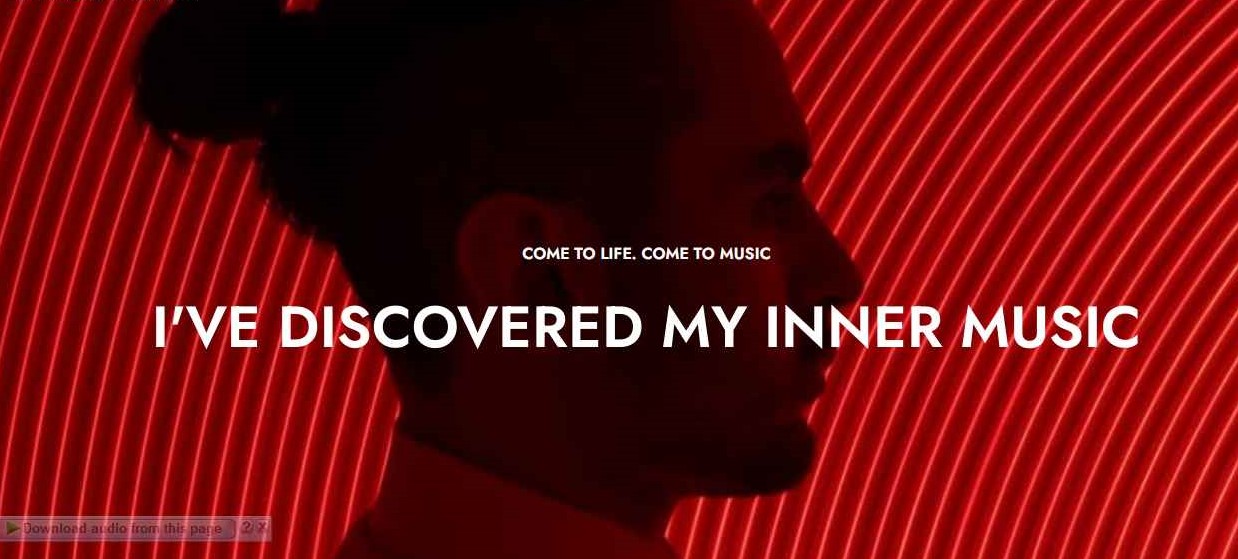 COME TO LIFE. COME TO MUSIC
I'VE DISCOVERED MY INNER MUSIC
Download audio from this page ? X